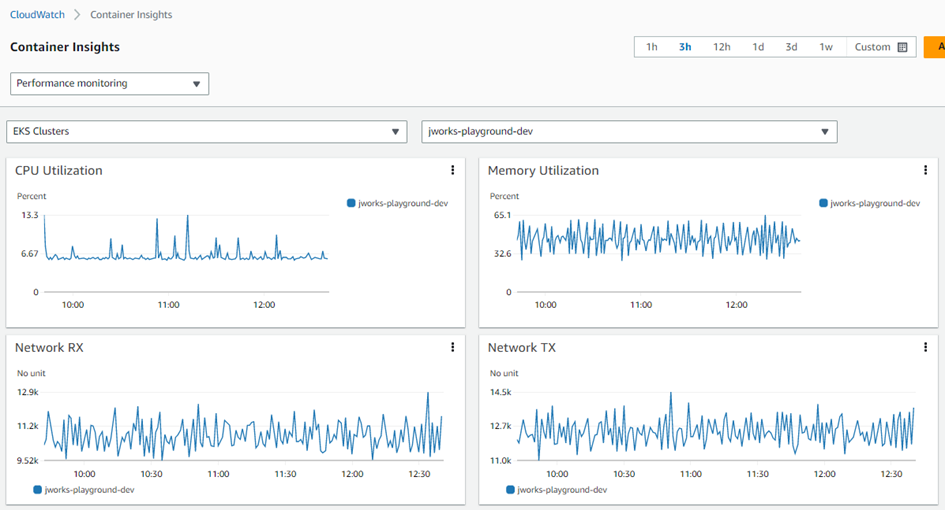 CloudWatch > Container Insights
Container Insights
1h 3h 12h 1d 3d 1w Custom
A
Performance monitoring
EKS Clusters
jworks-playground-dev
CPU Utilization
Percent
jworks-playground-dev
13.3
6.67
0
10:00 11:00 12:00
Memory Utilization
Percent
jworks-playground-dev
65.1
32.6
0
10:00 11:00 12:00
Network RX
No unit
12.9k
11.2k
9.52k
10:00 10:30 11:00 11:30 12:00 12:30
jworks-playground-dev
Network TX
No unit
14.5k
12.7k
11.0k
10:00 10:30 11:00 11:30 12:00 12:30
jworks-playground-dev